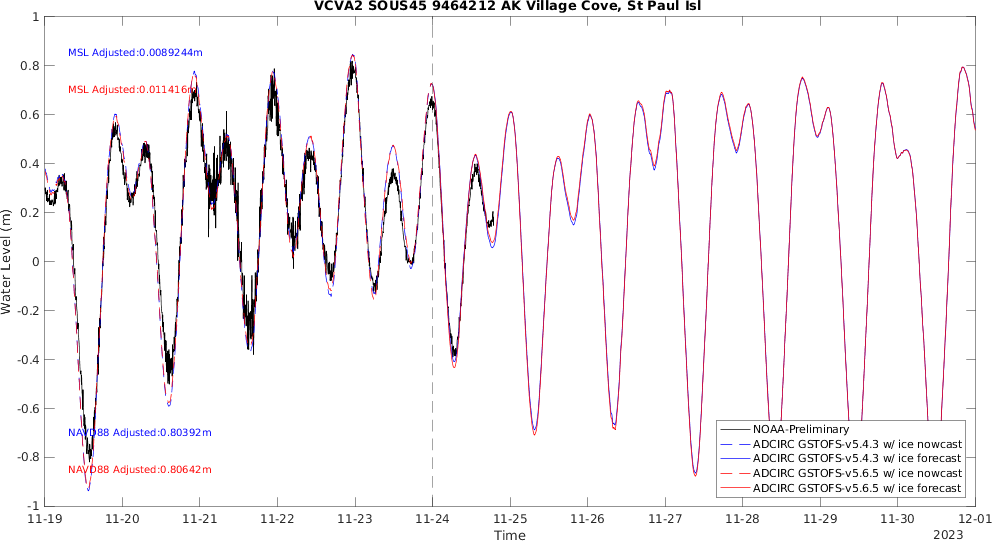 VCVA2 SOUS45 9464212 AK Village Cove, St Paul Isl
MSL Adjusted:0.0089244m
MSL Adjusted:0.011416m
NAVD88 Adjusted:0.80392m
NAVD88 Adjusted:0.80642m
Water Level (m)
1
0.8
0.6
0.4
0.2
0
-0.2
-0.4
-0.6
-0.8
-1
NOAA-Preliminary
ADCIRC GSTOFS-v5.4.3 w/ ice nowcast
ADCIRC GSTOFS-v5.4.3 w/ ice forecast
ADCIRC GSTOFS-v5.6.5 w/ ice nowcast
ADCIRC GSTOFS-v5.6.5 w/ ice forecast
11-19 11-20 11-21 11-22 11-23 11-24 11-25 11-26 11-27 11-28 11-29 11-30 12-01
Time
2023